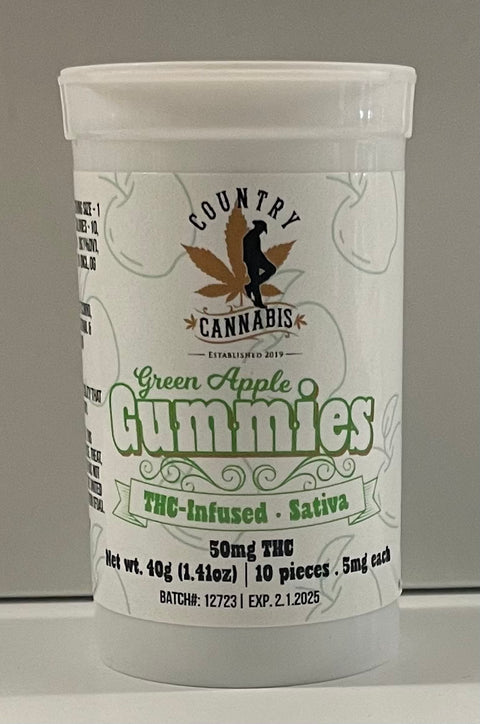 COUNTRY
CANNABIS
ESTABLISHED 2019
Green Apple
Gummies
THC-Infused · Sativa
50mg THC
Net wt. 40g (1.41oz) | 10 pieces . 5mg each
BATCH#: 12723 | EXP. 2.1.2025